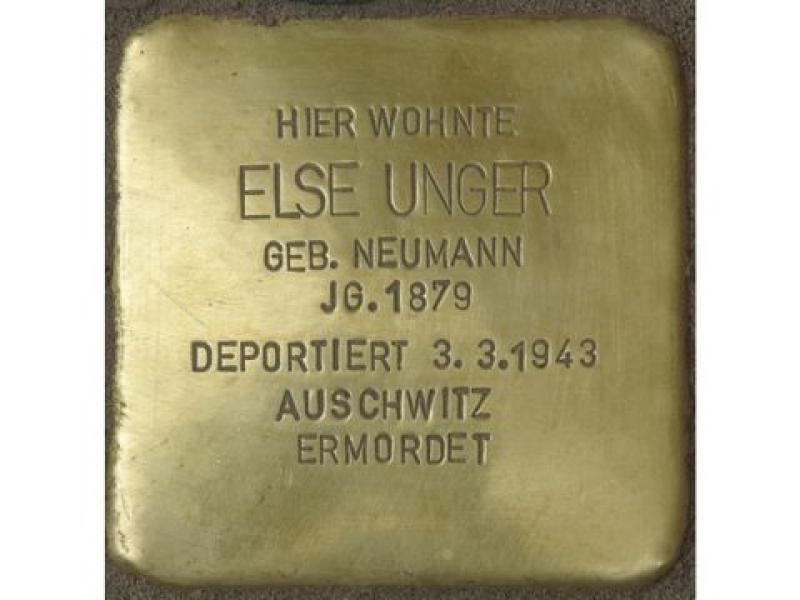 HIER WOHNTE
ELSE UNGER
GEB. NEUMANN
JG. 1879
DEPORTIERT 3. 3. 1943
AUSCHWITZ
ERMORDET